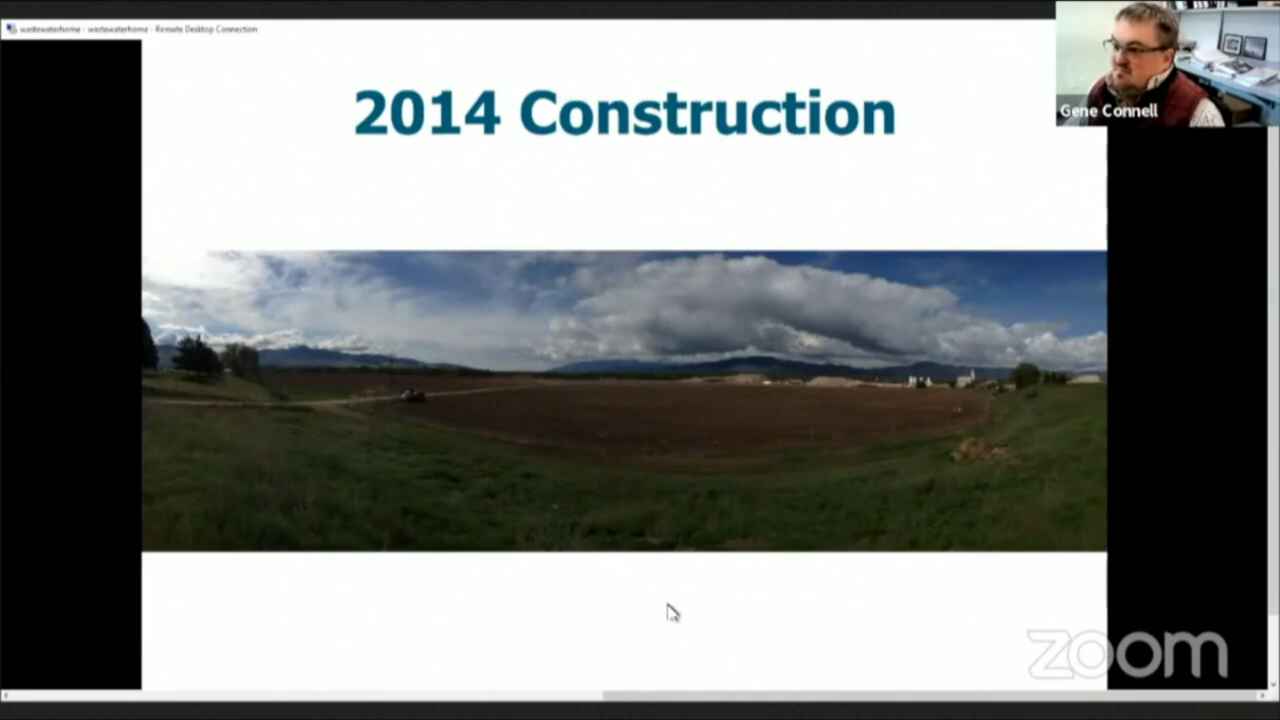 wastewaterhome - wastewaterhome - Remote Desktop Connection
2014 Construction
Gene Connell
zoom